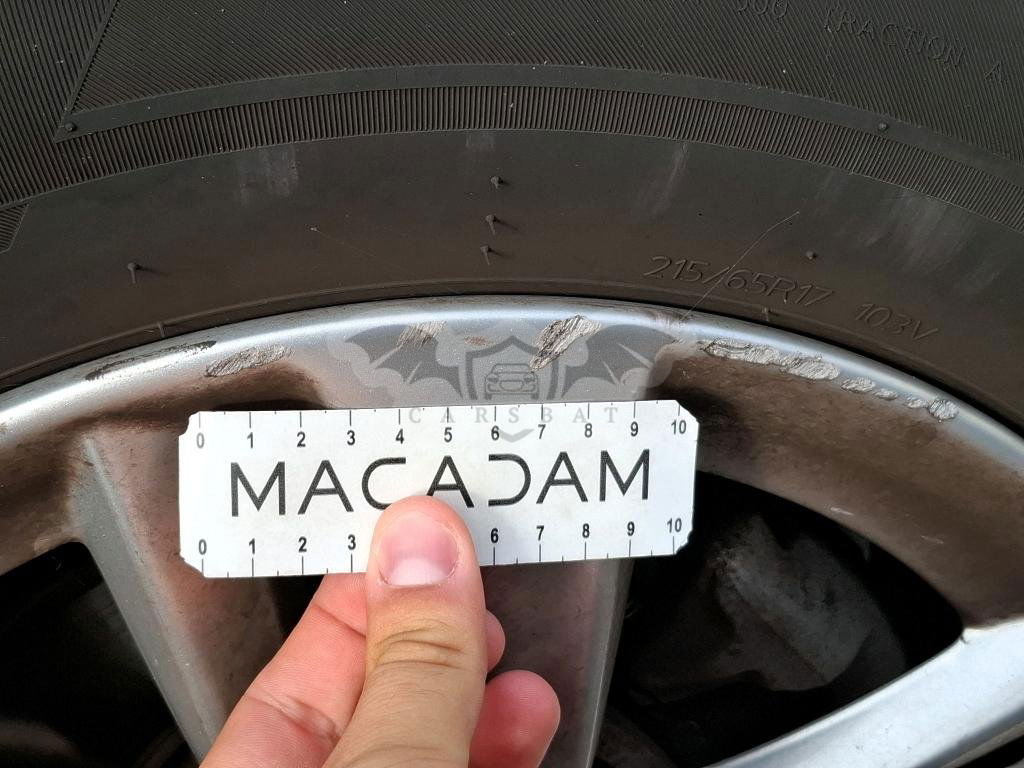 300 TRACTION A
215/65R17 103V
CARSBAT
0 1 2 3 4 5 6 7 8 9 10
MACADAM
0 1 2 3 6 7 8 9 10